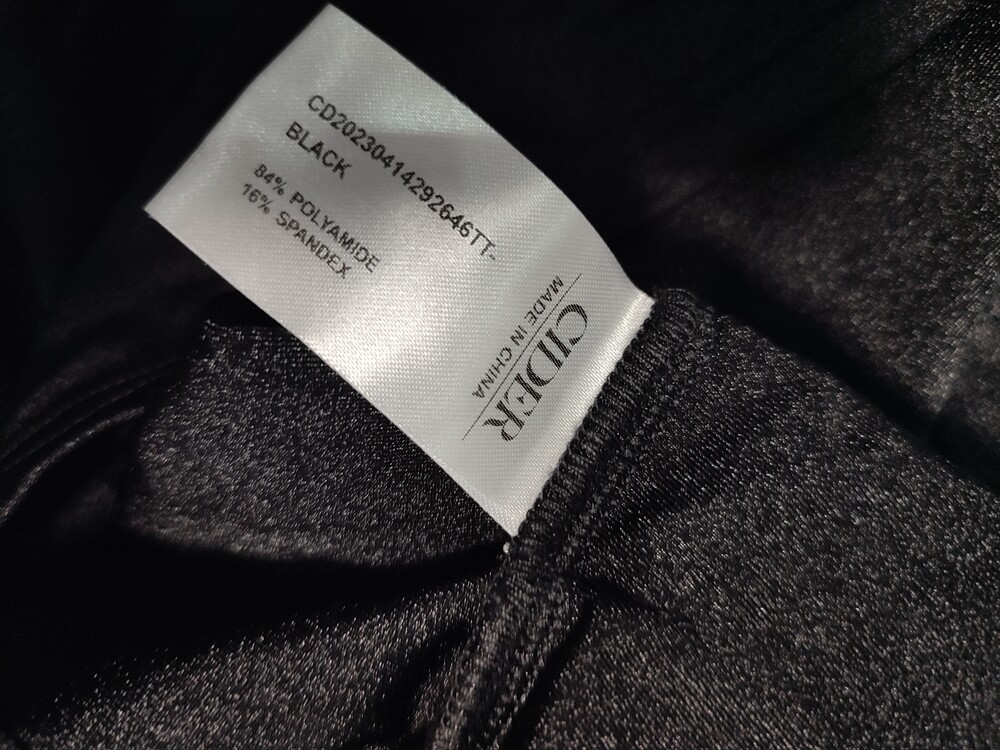 CD20230414292646TT-
BLACK
84% POLYAMIDE
16% SPANDEX
CIDER
MADE IN CHINA